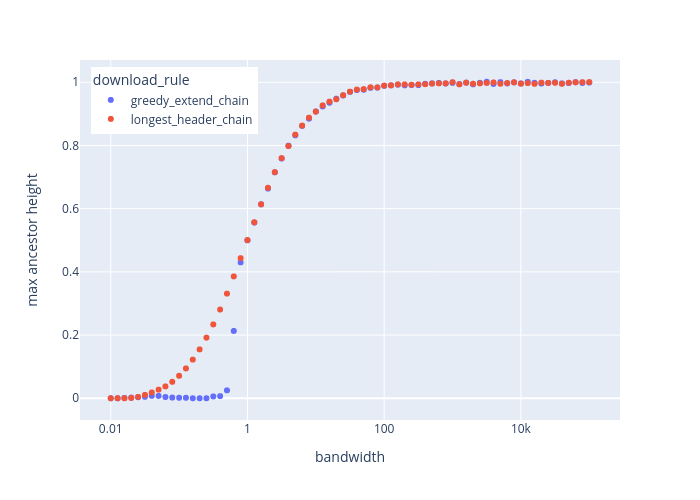 download_rule
greedy_extend_chain
longest_header_chain
1
0.8
0.6
0.4
0.2
0
max ancestor height
0.01
1
100
10k
bandwidth